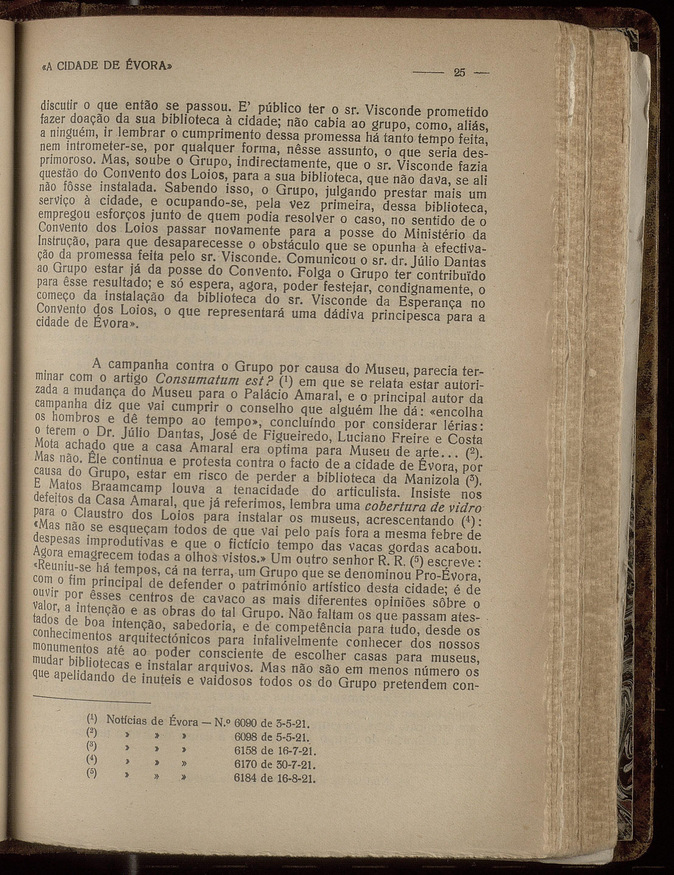 «A CIDADE DE ÉVORA»
—— 25 —
discutir o que então se passou. E' público ter o sr. Visconde prometido
fazer doação da sua biblioteca à cidade; não cabia ao grupo, como, aliás,
a ninguém, ir lembrar o cumprimento dessa promessa há tanto tempo feita,
nem intrometer-se, por qualquer forma, nêsse assunto, o que seria des-
primoroso. Mas, soube o Grupo, indirectamente, que o sr. Visconde fazia
questão do Convento dos Loios, para a sua biblioteca, que não dava, se ali
não fôsse instalada. Sabendo isso, o Grupo, julgando prestar mais um
serviço à cidade, e ocupando-se, pela vez primeira, dessa biblioteca,
empregou esforços junto de quem podia resolver o caso, no sentido de o
Convento dos Loios passar novamente para a posse do Ministério da
Instrução, para que desaparecesse o obstáculo que se opunha à efectiva-
ção da promessa feita pelo sr. Visconde. Comunicou o sr. dr. Júlio Dantas
ao Grupo estar já da posse do Convento. Folga o Grupo ter contribuído
para êsse resultado; e só espera, agora, poder festejar, condignamente, o
começo da instalação da biblioteca do sr. Visconde da Esperança no
Convento dos Loios, o que representará uma dádiva principesca para a
cidade de Évora».
A campanha contra o Grupo por causa do Museu, parecia ter-
minar com o artigo Consumatum est? (¹) em que se relata estar autori-
zada a mudança do Museu para o Palácio Amaral, e o principal autor da
campanha diz que vai cumprir o conselho que alguém lhe dá: «encolha
os hombros e dê tempo ao tempo», concluíndo por considerar lérias:
o terem o Dr. Júlio Dantas, José de Figueiredo, Luciano Freire e Costa
Mota achado que a casa Amaral era optima para Museu de arte... (²).
Mas não. Êle continua e protesta contra o facto de a cidade de Évora, por
causa do Grupo, estar em risco de perder a biblioteca da Manizola (³).
E Matos Braamcamp louva a tenacidade do articulista. Insiste nos
defeitos da Casa Amaral, que já referimos, lembra uma cobertura de vidro
para o Claustro dos Loios para instalar os museus, acrescentando (⁴):
«Mas não se esqueçam todos de que vai pelo país fora a mesma febre de
despesas improdutivas e que o fictício tempo das vacas gordas acabou.
Agora emagrecem todas a olhos vistos.» Um outro senhor R. R. (⁵) escreve:
«Reuniu-se há tempos, cá na terra, um Grupo que se denominou Pro-Évora,
com o fim principal de defender o património artístico desta cidade; é de
ouvir por êsses centros de cavaco as mais diferentes opiniões sôbre o
valor, a intenção e as obras do tal Grupo. Não faltam os que passam ates-
tados de boa intenção, sabedoria, e de competência para tudo, desde os
conhecimentos arquitectónicos para infalivelmente conhecer dos nossos
monumentos até ao poder consciente de escolher casas para museus,
mudar bibliotecas e instalar arquivos. Mas não são em menos número os
que apelidando de inuteis e vaidosos todos os do Grupo pretendem con-
(¹) Notícias de Évora — N.º 6090 de 3-5-21.
(²) » » » 6098 de 5-5-21.
(³) » » » 6158 de 16-7-21.
(⁴) » » » 6170 de 30-7-21.
(⁵) » » » 6184 de 16-8-21.